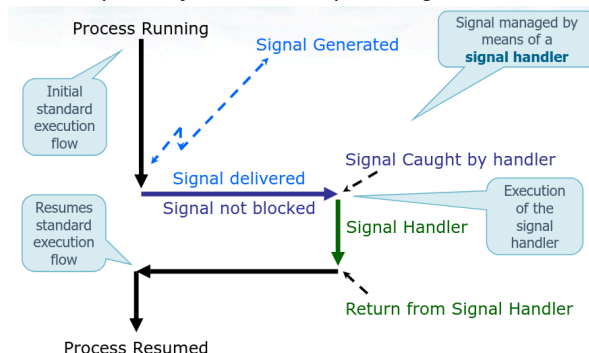 Process Running
Signal Generated
Signal managed by
means of a
signal handler
Initial
standard
execution
flow
Signal Caught by handler
Signal delivered
Signal not blocked
Execution
of the
signal
handler
Resumes
standard
execution
flow
Signal Handler
Return from Signal Handler
Process Resumed